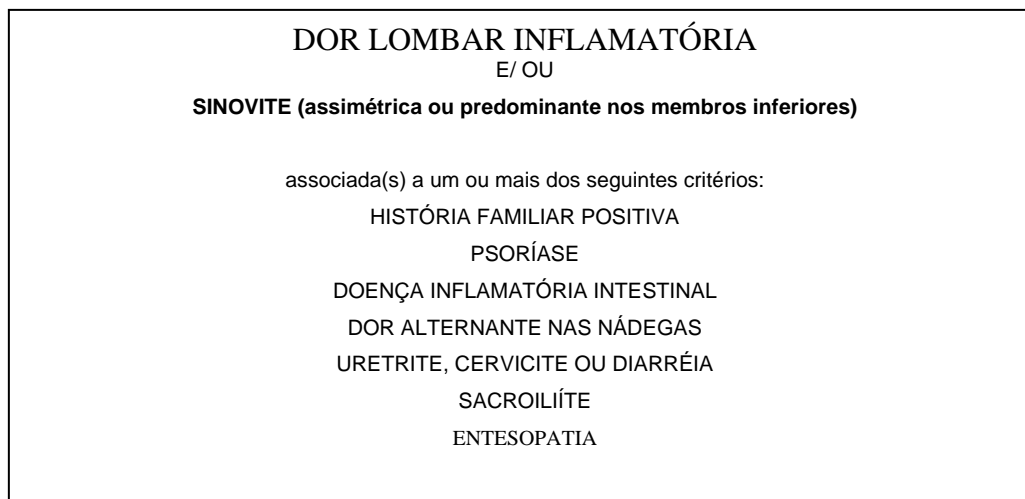 DOR LOMBAR INFLAMATÓRIA
E/ OU
SINOVITE (assimétrica ou predominante nos membros inferiores)
associada(s) a um ou mais dos seguintes critérios:
HISTÓRIA FAMILIAR POSITIVA
PSORÍASE
DOENÇA INFLAMATÓRIA INTESTINAL
DOR ALTERNANTE NAS NÁDEGAS
URETRITE, CERVICITE OU DIARRÉIA
SACROILIÍTE
ENTESOPATIA